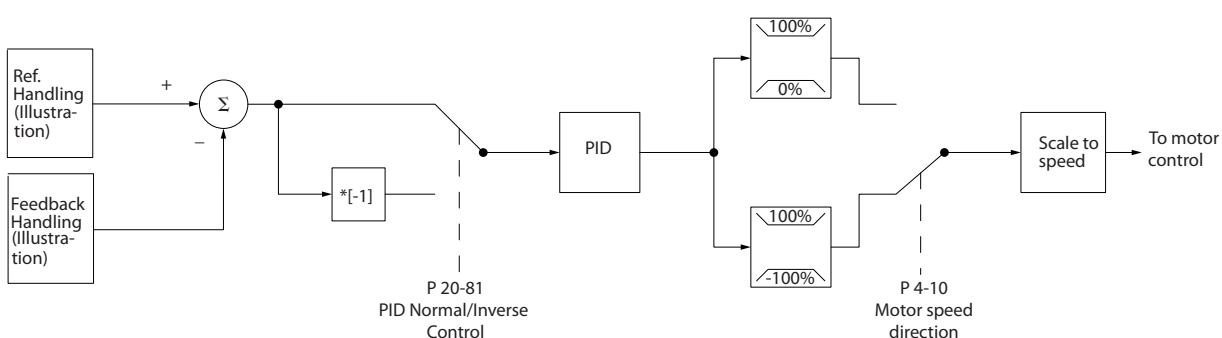 Ref.
Handling
(Illustra-
tion)
+
Σ
−
Feedback
Handling
(Illustra-
tion)
*[-1]
P 20-81
PID Normal/Inverse
Control
PID
100%
0%
100%
-100%
P 4-10
Motor speed
direction
Scale to
speed
To motor
control